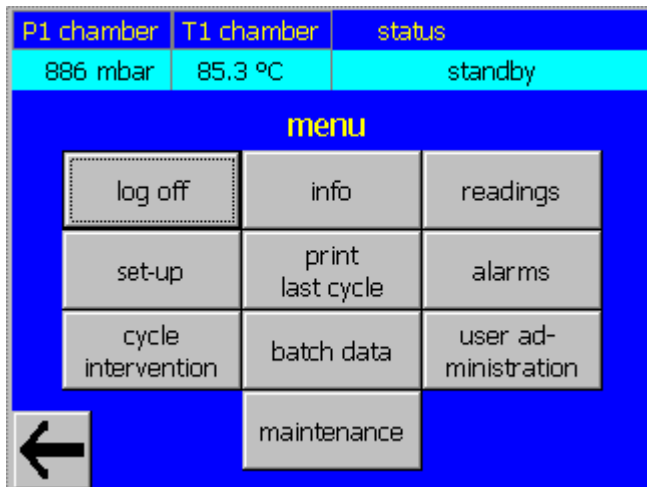 P1 chamber T1 chamber status
886 mbar 85.3 ºC standby
menu
log off info readings
set-up print last cycle alarms
cycle intervention batch data user ad-ministration
maintenance